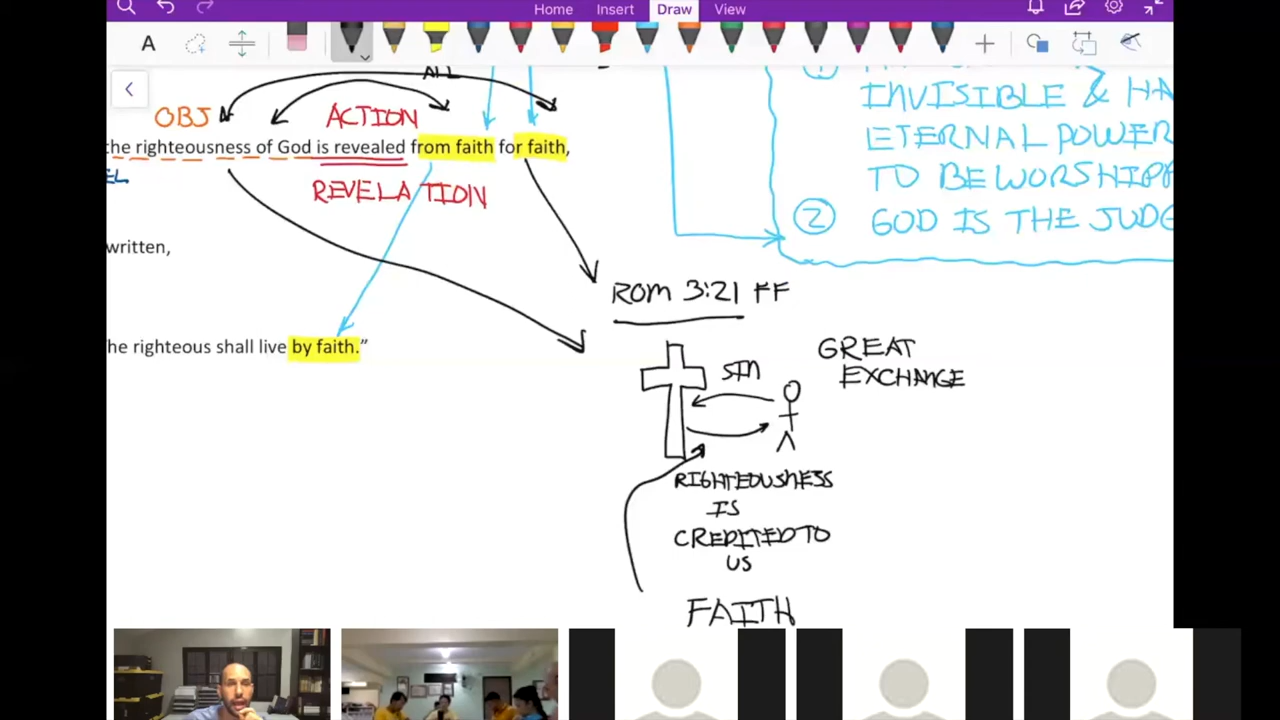 Home Insert Draw View
A
ALL
OBJ ACTION
the righteousness of God is revealed from faith for faith,
EL
REVELATION
written,
he righteous shall live by faith.”
1
INVISIBLE & HA
ETERNAL POWER
TO BE WORSHIPP
2 GOD IS THE JUDG
ROM 3:21 FF
SIN
GREAT
EXCHANGE
RIGHTEOUSNESS
IS
CREDITED TO
US
FAITH